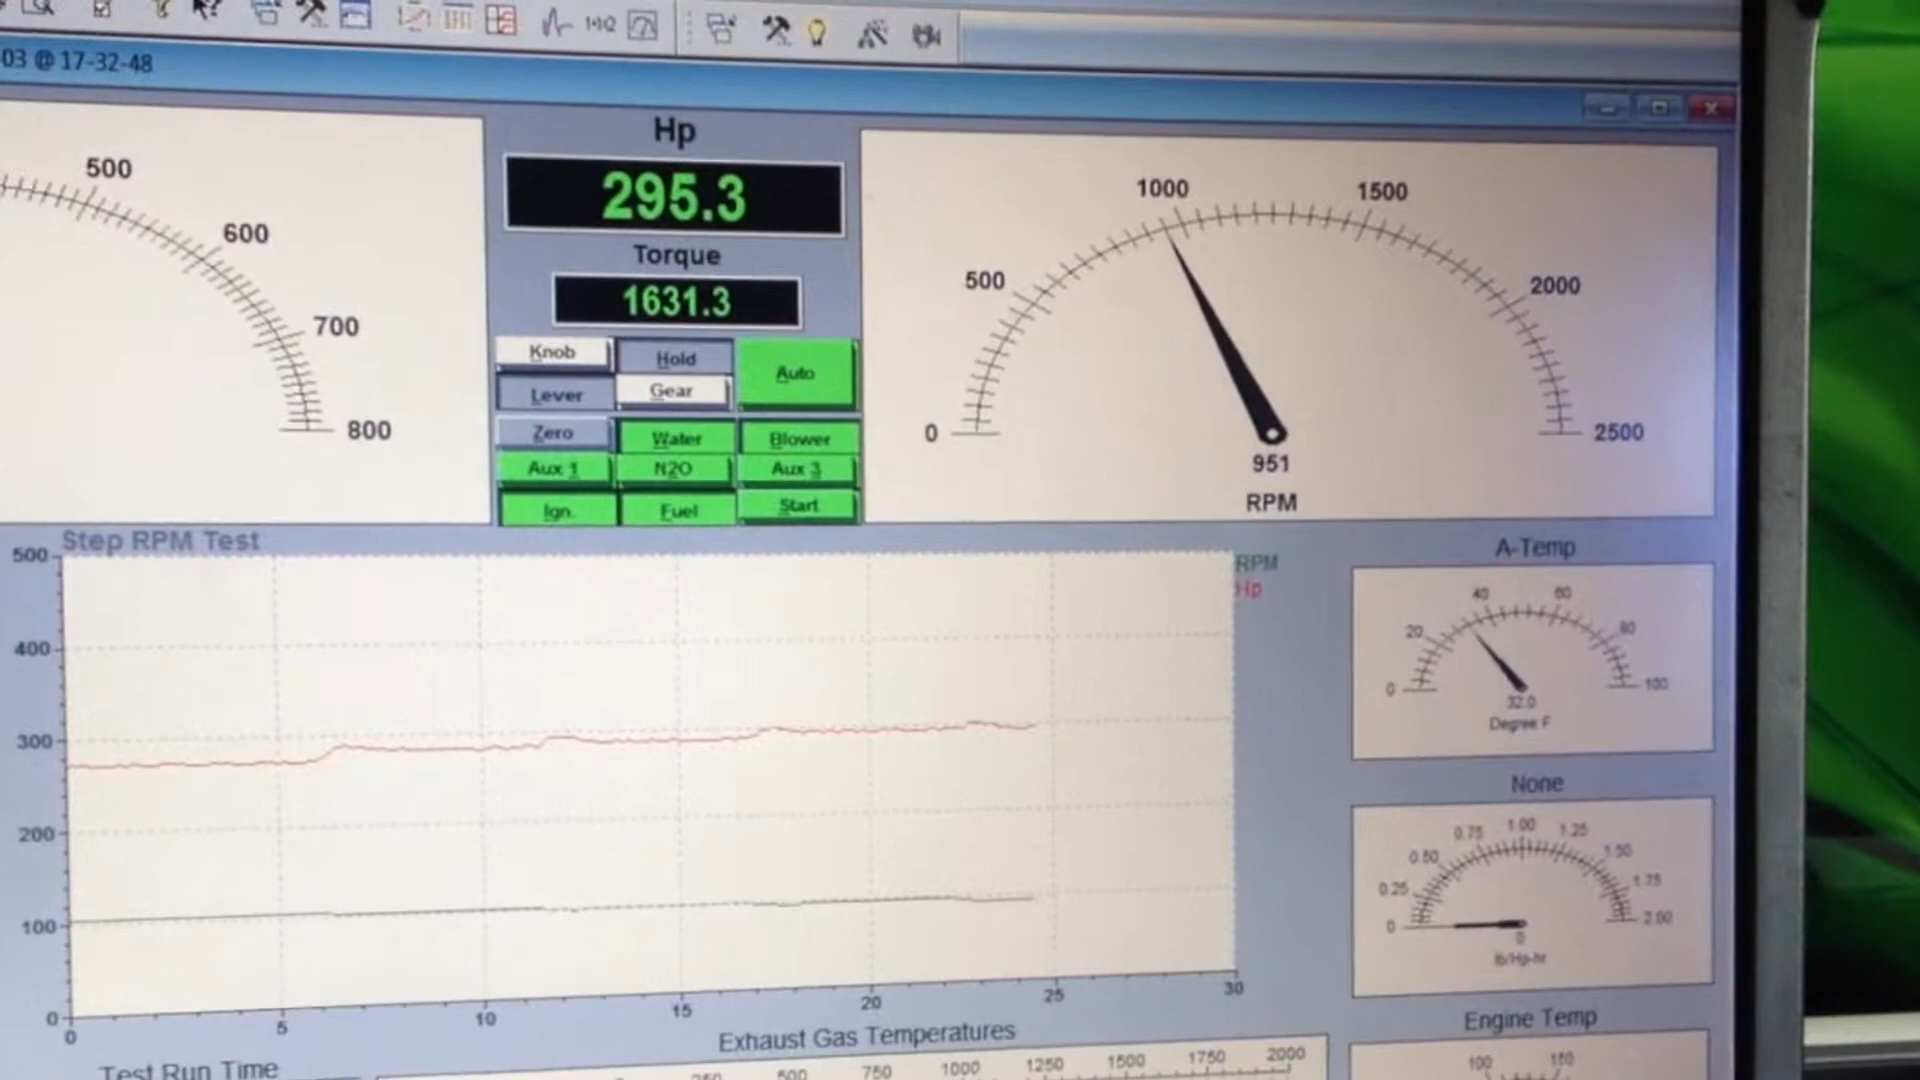 03 @ 17-32-48
Hp
295.3
Torque
1631.3
Knob
Hold
Auto
Lever
Gear
Zero
Water
Blower
Aux 1
N2O
Aux 3
Ign.
Fuel
Start
500
600
700
800
0
500
1000
1500
2000
2500
951
RPM
Step RPM Test
RPM
Hp
500
400
300
200
100
0
0
5
10
15
20
25
30
A-Temp
0
20
40
60
80
100
32.0
Degree F
None
0
0.25
0.50
0.75
1.00
1.25
1.50
1.75
2.00
0
lb/Hp-hr
Engine Temp
100
150
Test Run Time
Exhaust Gas Temperatures
250
500
750
1000
1250
1500
1750
2000